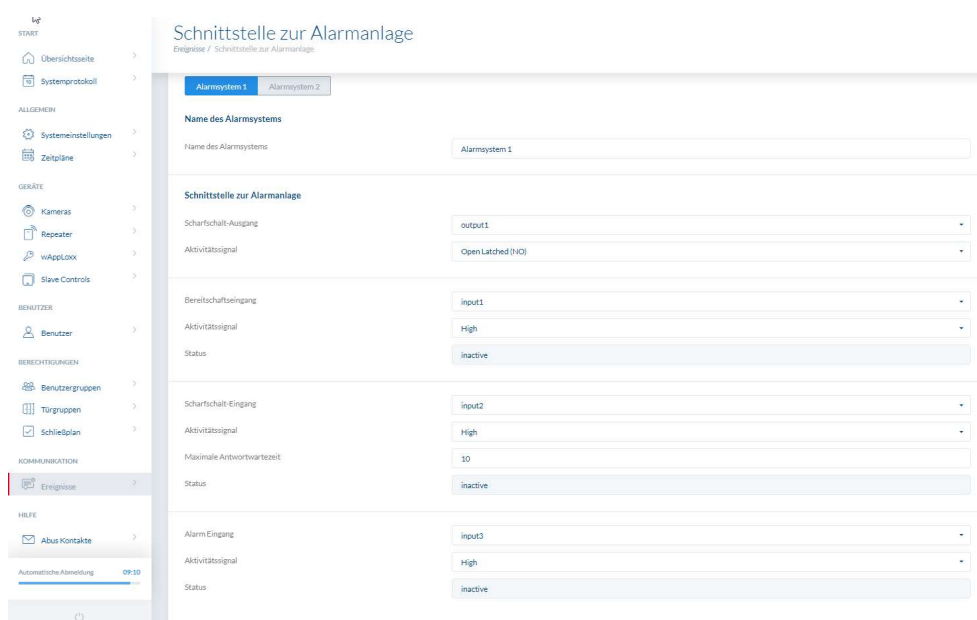 START
Übersichtsseite
Systemprotokoll
ALLGEMEIN
Systemeinstellungen
Zeitpläne
GERÄTE
Kameras
Repeater
wAppLoxx
Slave Controls
BENUTZER
Benutzer
BERECHTIGUNGEN
Benutzergruppen
Türgruppen
Schließplan
KOMMUNIKATION
Ereignisse
HILFE
Abus Kontakte
Automatische Abmeldung 09:10
Schnittstelle zur Alarmanlage
Ereignisse / Schnittstelle zur Alarmanlage
Alarmsystem 1 Alarmsystem 2
Name des Alarmsystems
Name des Alarmsystems Alarmsystem 1
Schnittstelle zur Alarmanlage
Scharfschalt-Ausgang output1
Aktivitätssignal Open Latched (NO)
Bereitschaftseingang input1
Aktivitätssignal High
Status inactive
Scharfschalt-Eingang input2
Aktivitätssignal High
Maximale Antwortwartezeit 10
Status inactive
Alarm Eingang input3
Aktivitätssignal High
Status inactive